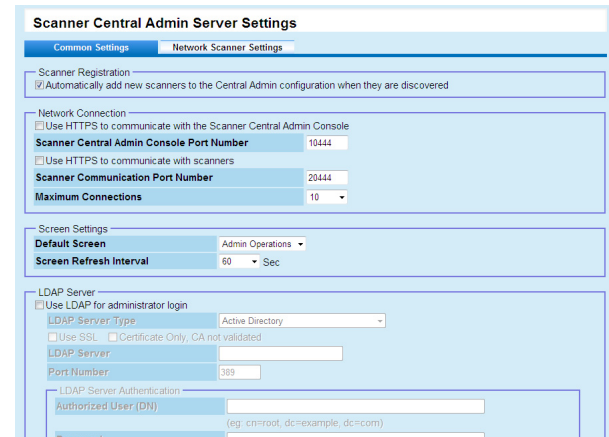 Scanner Central Admin Server Settings
Common Settings Network Scanner Settings
Scanner Registration
Automatically add new scanners to the Central Admin configuration when they are discovered
Network Connection
Use HTTPS to communicate with the Scanner Central Admin Console
Scanner Central Admin Console Port Number 10444
Use HTTPS to communicate with scanners
Scanner Communication Port Number 20444
Maximum Connections 10
Screen Settings
Default Screen Admin Operations
Screen Refresh Interval 60 Sec
LDAP Server
Use LDAP for administrator login
LDAP Server Type Active Directory
Use SSL Certificate Only, CA not validated
LDAP Server
Port Number 389
LDAP Server Authentication
Authorized User (DN)
(eg: cn=root, dc=example, dc=com)